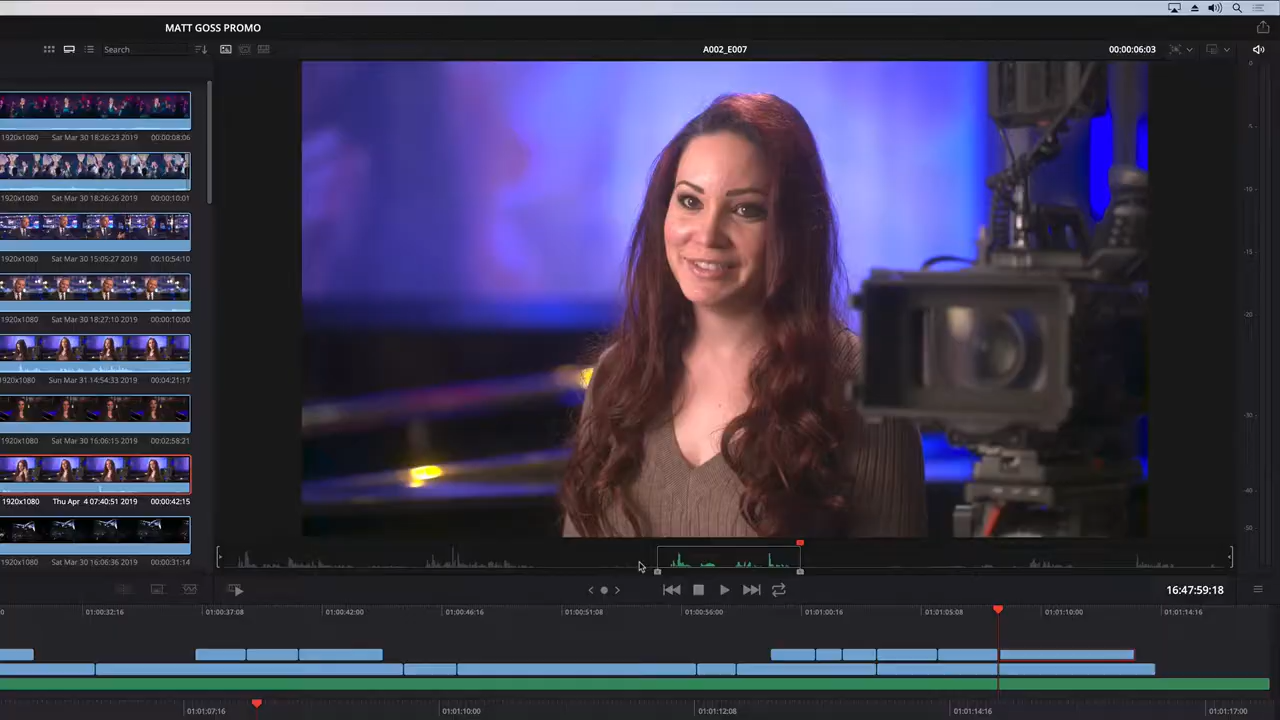 MATT GOSS PROMO
Search
A002_E007
00:00:06:03
0
1920x1080 Sat Mar 30 18:26:23 2019 00:00:08:06
1920x1080 Sat Mar 30 18:26:26 2019 00:00:10:01
1920x1080 Sat Mar 30 15:05:27 2019 00:10:54:10
1920x1080 Sat Mar 30 18:27:10 2019 00:00:10:00
1920x1080 Sun Mar 31 14:54:33 2019 00:04:21:17
1920x1080 Sat Mar 30 16:06:15 2019 00:02:58:21
1920x1080 Thu Apr 4 07:40:51 2019 00:00:42:15
1920x1080 Sat Mar 30 16:06:36 2019 00:00:31:14
-5
-10
-15
-20
-30
-40
-50
16:47:59:18
01:00:32:16 01:00:37:08 01:00:42:00 01:00:46:16 01:00:51:08 01:00:56:00 01:01:00:16 01:01:05:08 01:01:10:00 01:01:14:16
01:01:07:16 01:01:10:00 01:01:12:08 01:01:14:16 01:01:17:00